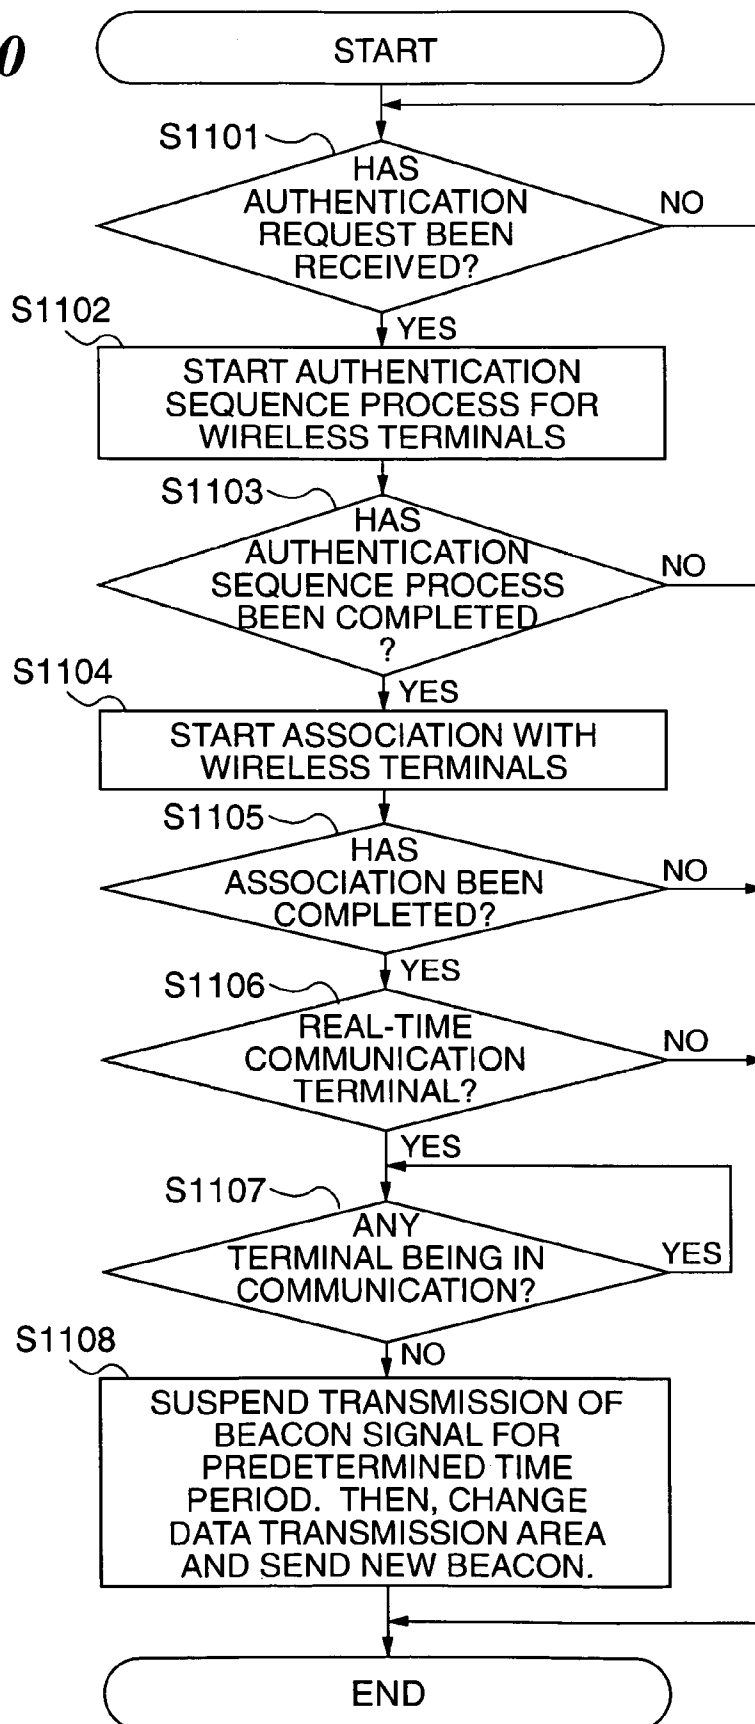 0
START
S1101
HAS
AUTHENTICATION
REQUEST BEEN
RECEIVED?
NO
YES
S1102
START AUTHENTICATION
SEQUENCE PROCESS FOR
WIRELESS TERMINALS
S1103
HAS
AUTHENTICATION
SEQUENCE PROCESS
BEEN COMPLETED
?
NO
YES
S1104
START ASSOCIATION WITH
WIRELESS TERMINALS
S1105
HAS
ASSOCIATION BEEN
COMPLETED?
NO
YES
S1106
REAL-TIME
COMMUNICATION
TERMINAL?
NO
YES
S1107
ANY
TERMINAL BEING IN
COMMUNICATION?
YES
NO
S1108
SUSPEND TRANSMISSION OF
BEACON SIGNAL FOR
PREDETERMINED TIME
PERIOD. THEN, CHANGE
DATA TRANSMISSION AREA
AND SEND NEW BEACON.
END